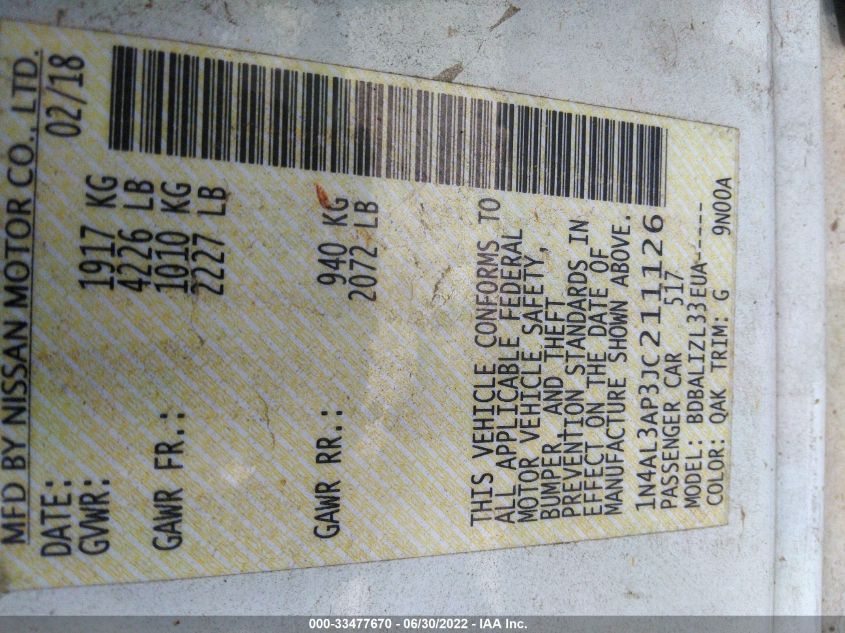 MFD BY NISSAN MOTOR CO., LTD.
DATE: 02/18
GVWR: 1917 KG
4226 LB
GAWR FR.: 1010 KG
2227 LB
GAWR RR.: 940 KG
2072 LB
THIS VEHICLE CONFORMS TO
ALL APPLICABLE FEDERAL
MOTOR VEHICLE SAFETY,
BUMPER, AND THEFT
PREVENTION STANDARDS IN
EFFECT ON THE DATE OF
MANUFACTURE SHOWN ABOVE.
1N4AL3AP3JC211126
PASSENGER CAR 517
MODEL: BDBALIZL33EUA-----
COLOR: QAK TRIM: G 9N00A
000-33477670 - 06/30/2022 - IAA Inc.